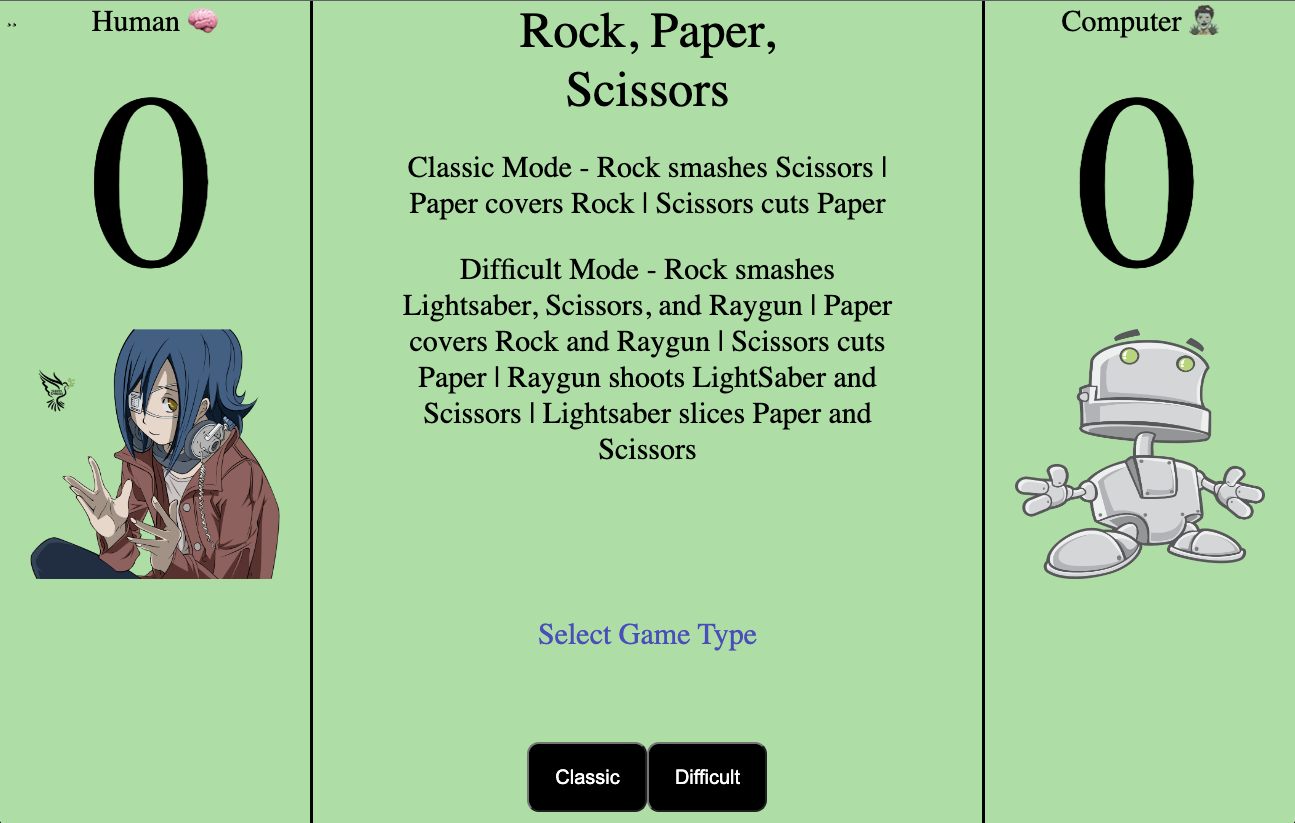 Human 🧠
0
Rock, Paper,
Scissors
Classic Mode - Rock smashes Scissors |
Paper covers Rock | Scissors cuts Paper
Difficult Mode - Rock smashes
Lightsaber, Scissors, and Raygun | Paper
covers Rock and Raygun | Scissors cuts
Paper | Raygun shoots LightSaber and
Scissors | Lightsaber slices Paper and
Scissors
Select Game Type
Classic
Difficult
Computer
0